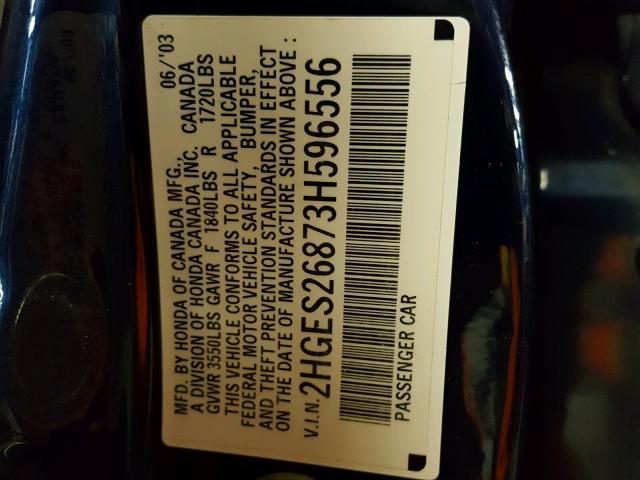 MFD. BY HONDA OF CANADA MFG., 06/'03
A DIVISION OF HONDA CANADA INC. CANADA
GVWR 3550LBS GAWR F 1840LBS R 1720LBS
THIS VEHICLE CONFORMS TO ALL APPLICABLE
FEDERAL MOTOR VEHICLE SAFETY, BUMPER,
AND THEFT PREVENTION STANDARDS IN EFFECT
ON THE DATE OF MANUFACTURE SHOWN ABOVE :
V.I.N. 2HGES26873H596556
PASSENGER CAR